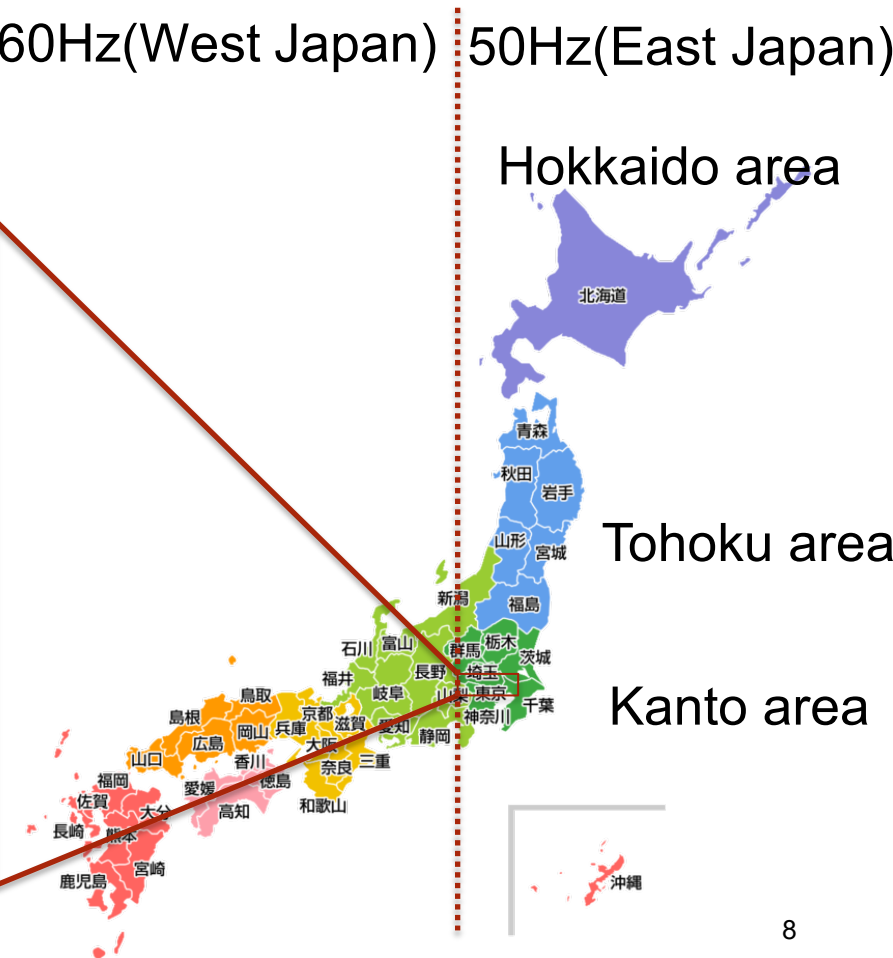 60Hz(West Japan)
50Hz(East Japan)
Hokkaido area
北海道
青森
秋田
岩手
山形
宮城
Tohoku area
新潟
福島
石川
富山
群馬
栃木
茨城
福井
長野
埼玉
岐阜
山梨
東京
千葉
Kanto area
神奈川
鳥取
島根
京都
滋賀
愛知
静岡
岡山
兵庫
広島
大阪
三重
山口
香川
奈良
福岡
愛媛
徳島
和歌山
佐賀
大分
高知
長崎
熊本
宮崎
鹿児島
沖縄
8